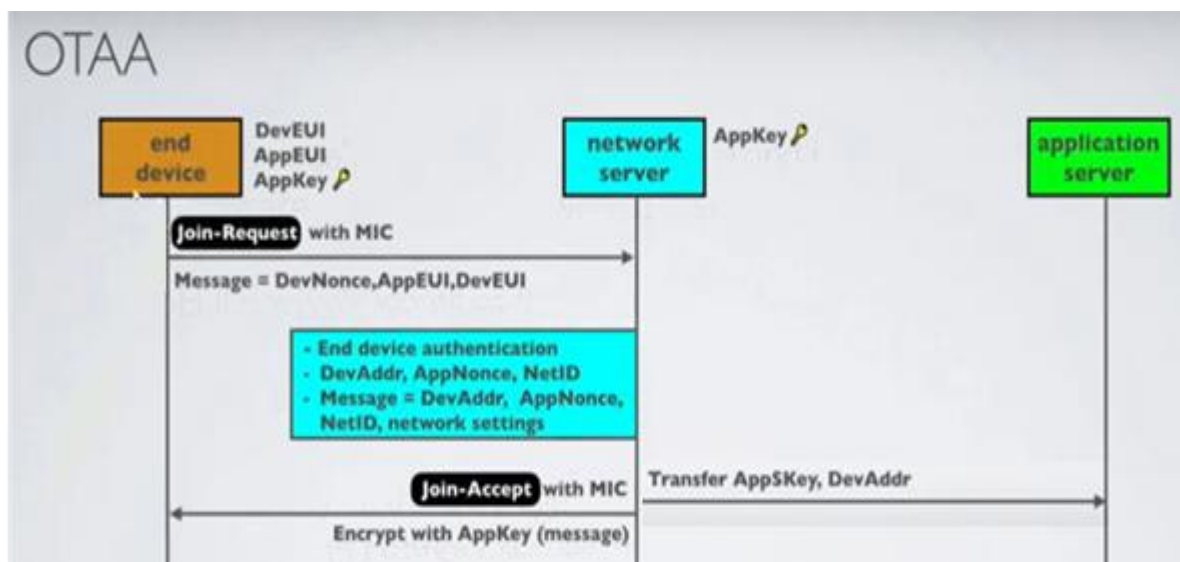 OTAA
end
device
DevEUI
AppEUI
AppKey
network
server
AppKey
application
server
Join-Request with MIC
Message = DevNonce,AppEUI,DevEUI
- End device authentication
- DevAddr, AppNonce, NetID
- Message = DevAddr, AppNonce,
NetID, network settings
Join-Accept with MIC
Transfer AppSKey, DevAddr
Encrypt with AppKey (message)